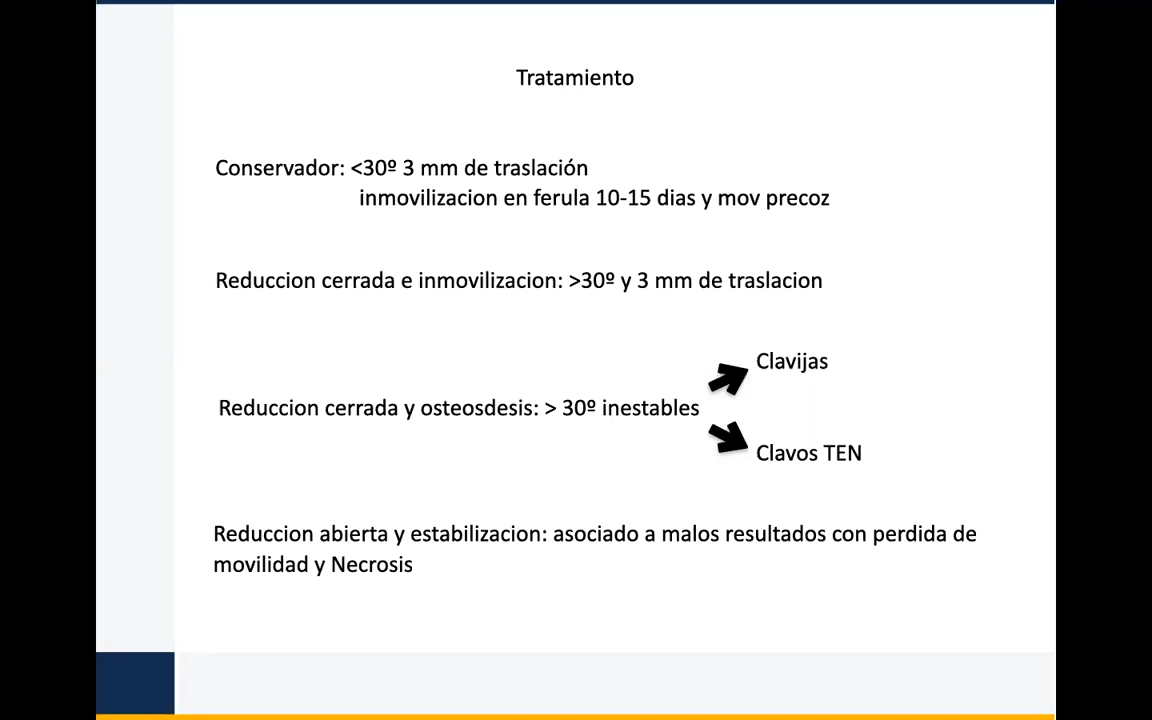 Tratamiento
Conservador: <30º 3 mm de traslación
inmovilizacion en ferula 10-15 dias y mov precoz
Reduccion cerrada e inmovilizacion: >30º y 3 mm de traslacion
Clavijas
Reduccion cerrada y osteosdesis: > 30º inestables
Clavos TEN
Reduccion abierta y estabilizacion: asociado a malos resultados con perdida de
movilidad y Necrosis